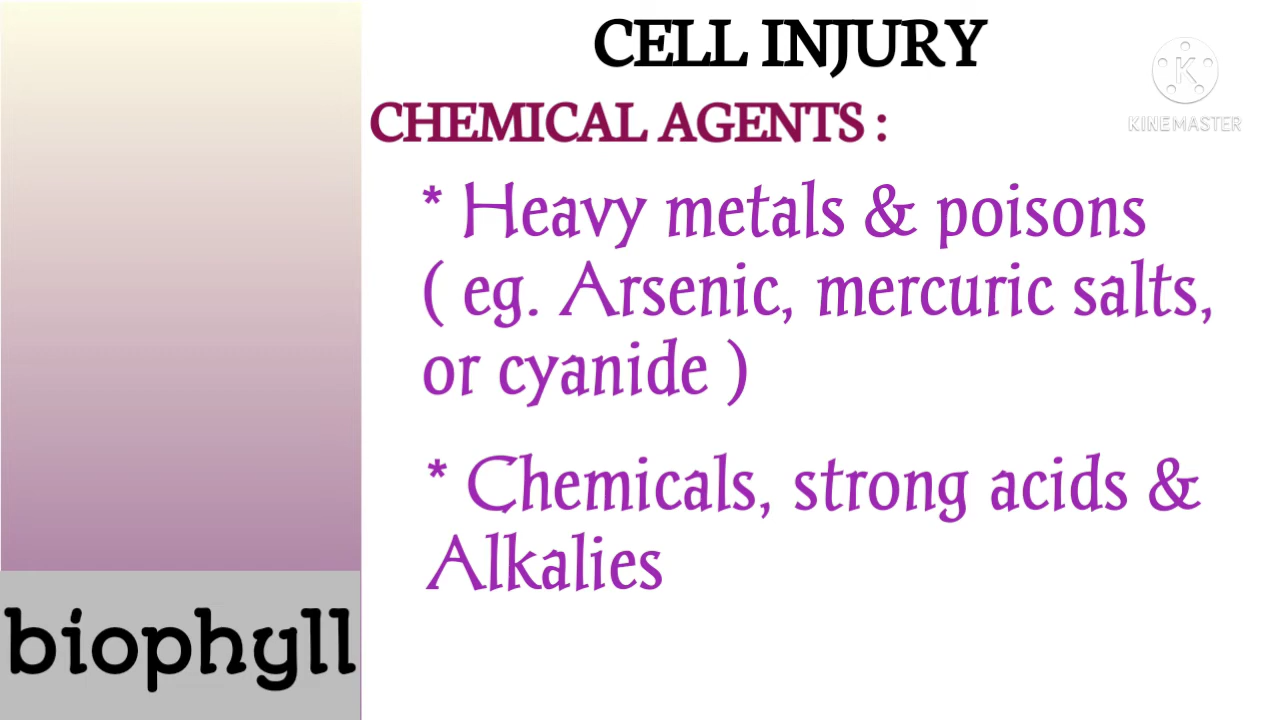 CELL INJURY
K
KINEMASTER
CHEMICAL AGENTS :
* Heavy metals & poisons
( eg. Arsenic, mercuric salts,
or cyanide )
* Chemicals, strong acids &
Alkalies
biophyll